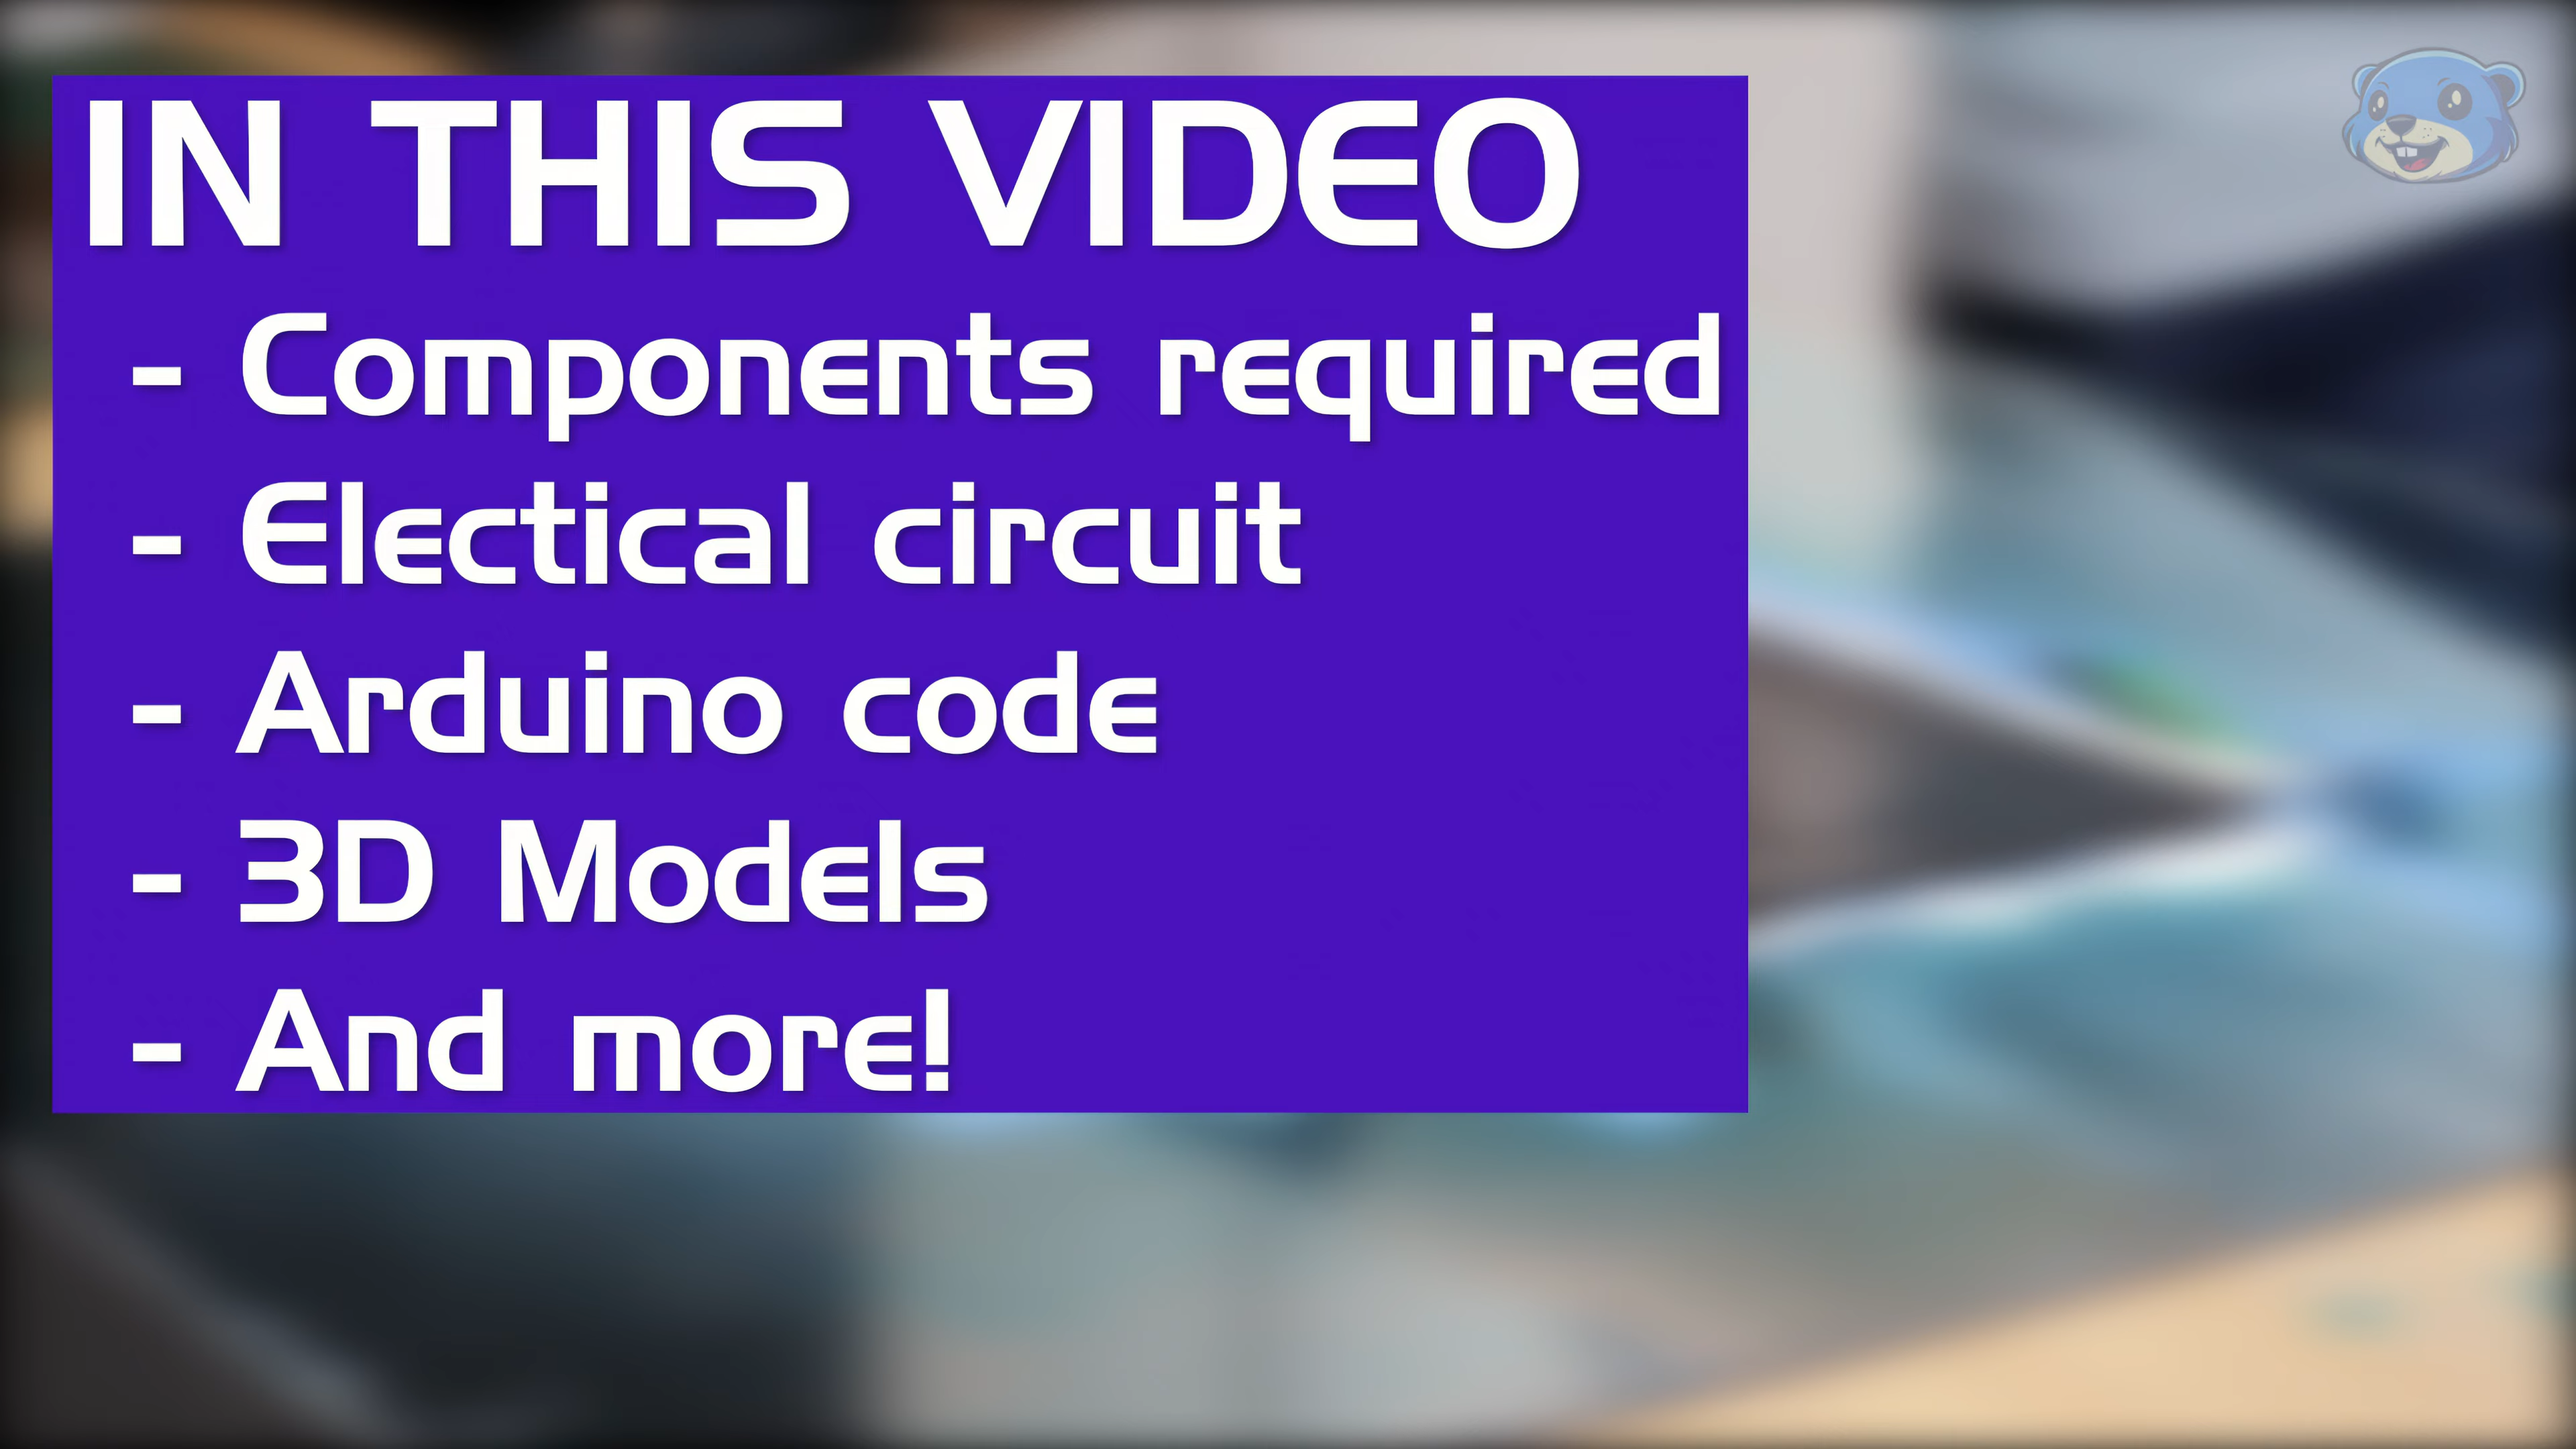 IN THIS VIDEO
- Components required
- Electical circuit
- Arduino code
- 3D Models
- And more!